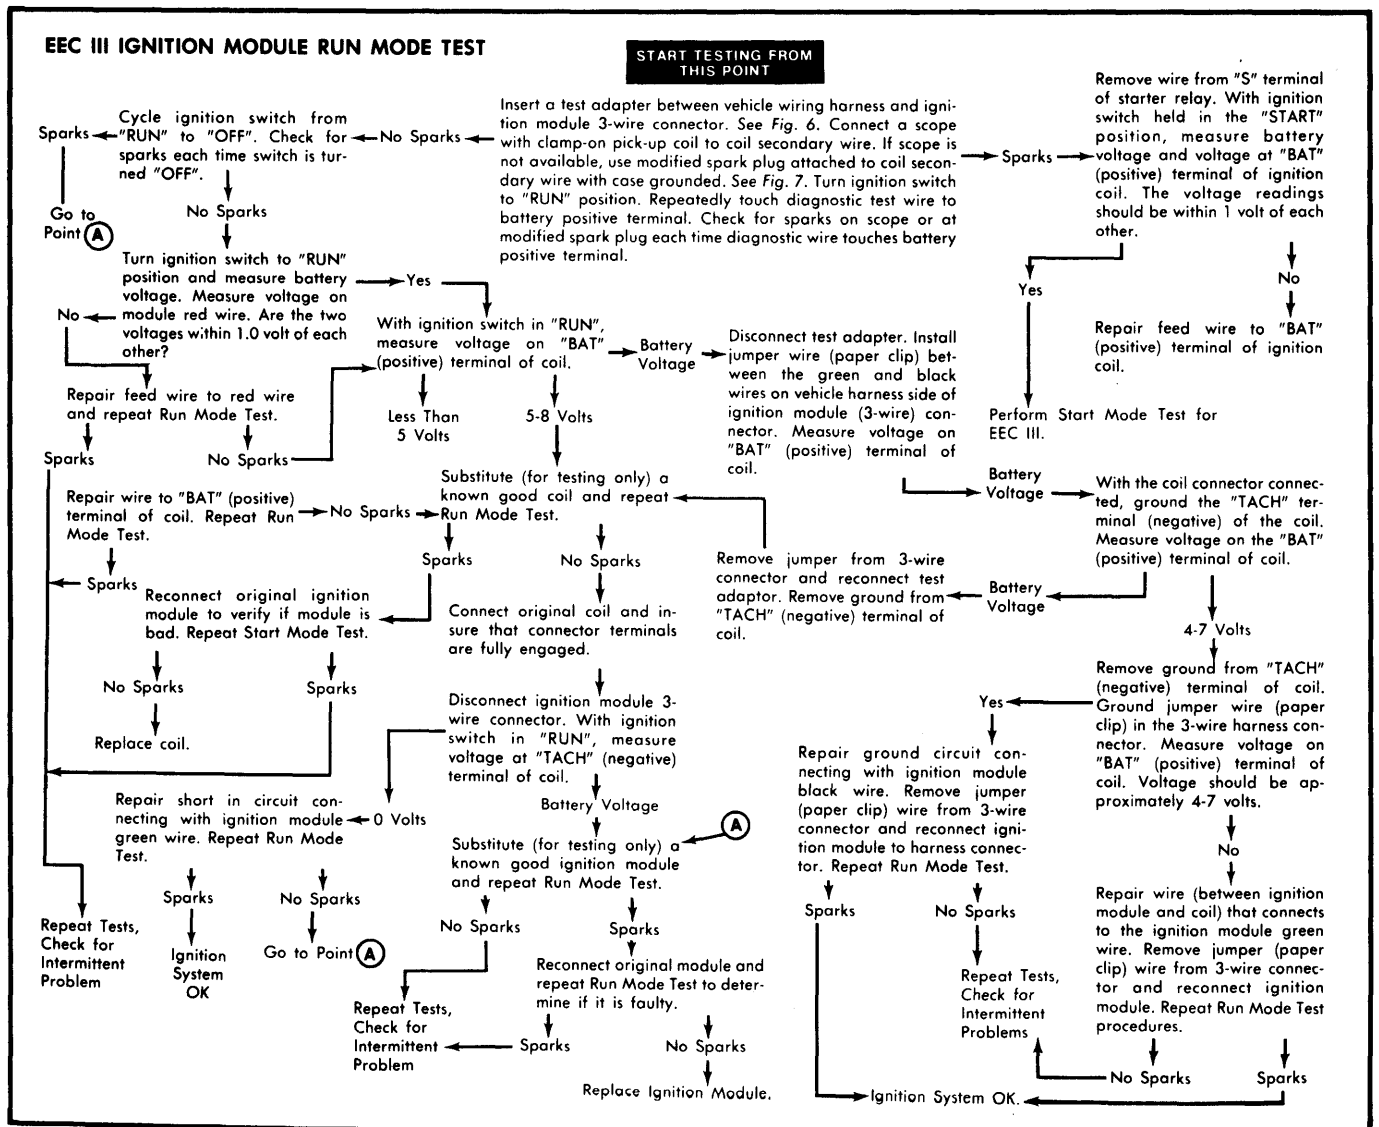 EEC III IGNITION MODULE RUN MODE TEST
START TESTING FROM
THIS POINT
Cycle ignition switch from
"RUN" to "OFF". Check for
sparks each time switch is tur-
ned "OFF".
Sparks
No Sparks
Insert a test adapter between vehicle wiring harness and igni-
tion module 3-wire connector. See Fig. 6. Connect a scope
with clamp-on pick-up coil to coil secondary wire. If scope
is not available, use modified spark plug attached to coil secon-
dary wire with case grounded. See Fig. 7. Turn ignition switch
to "RUN" position. Repeatedly touch diagnostic test wire to
battery positive terminal. Check for sparks on scope or at
modified spark plug each time diagnostic wire touches battery
positive terminal.
Sparks
Remove wire from "S" terminal
of starter relay. With ignition
switch held in the "START"
position, measure battery
voltage and voltage at "BAT"
(positive) terminal of ignition
coil. The voltage readings
should be within 1 volt of each
other.
Go to
Point A
No Sparks
Turn ignition switch to "RUN"
position and measure battery
voltage. Measure voltage on
module red wire. Are the two
voltages within 1.0 volt of each
other?
Yes
No
Yes
No
Repair feed wire to "BAT"
(positive) terminal of ignition
coil.
Perform Start Mode Test for
EEC III.
With ignition switch in "RUN",
measure voltage on "BAT"
(positive) terminal of coil.
Battery
Voltage
Disconnect test adapter. Install
jumper wire (paper clip) bet-
ween the green and black
wires on vehicle harness side of
ignition module (3-wire) con-
nector. Measure voltage on
"BAT" (positive) terminal of
coil.
Repair feed wire to red wire
and repeat Run Mode Test.
Less Than
5 Volts
5-8 Volts
Sparks
No Sparks
Repair wire to "BAT" (positive)
terminal of coil. Repeat Run
Mode Test.
No Sparks
Substitute (for testing only) a
known good coil and repeat
Run Mode Test.
Battery
Voltage
With the coil connector connec-
ted, ground the "TACH" ter-
minal (negative) of the coil.
Measure voltage on the "BAT"
(positive) terminal of coil.
Sparks
Sparks
No Sparks
Remove jumper from 3-wire
connector and reconnect test
adaptor. Remove ground from
"TACH" (negative) terminal of
coil.
Battery
Voltage
4-7 Volts
Reconnect original ignition
module to verify if module is
bad. Repeat Start Mode Test.
Connect original coil and in-
sure that connector terminals
are fully engaged.
No Sparks
Sparks
Replace coil.
Disconnect ignition module 3-
wire connector. With ignition
switch in "RUN", measure
voltage at "TACH" (negative)
terminal of coil.
Yes
Remove ground from "TACH"
(negative) terminal of coil.
Ground jumper wire (paper
clip) in the 3-wire harness con-
nector. Measure voltage on
"BAT" (positive) terminal of
coil. Voltage should be ap-
proximately 4-7 volts.
Repair ground circuit con-
necting with ignition module
black wire. Remove jumper
(paper clip) wire from 3-wire
connector and reconnect igni-
tion module to harness connec-
tor. Repeat Run Mode Test.
Repair short in circuit con-
necting with ignition module
green wire. Repeat Run Mode
Test.
0 Volts
Battery Voltage
A
Substitute (for testing only) a
known good ignition module
and repeat Run Mode Test.
No
Sparks
No Sparks
No Sparks
Sparks
Sparks
No Sparks
Repair wire (between ignition
module and coil) that connects
to the ignition module green
wire. Remove jumper (paper
clip) wire from 3-wire connec-
tor and reconnect ignition
module. Repeat Run Mode Test
procedures.
Repeat Tests,
Check for
Intermittent
Problem
Ignition
System
OK
Go to Point A
Reconnect original module and
repeat Run Mode Test to deter-
mine if it is faulty.
Repeat Tests,
Check for
Intermittent
Problems
Repeat Tests,
Check for
Intermittent
Problem
Sparks
No Sparks
Replace Ignition Module.
No Sparks
Sparks
Ignition System OK.